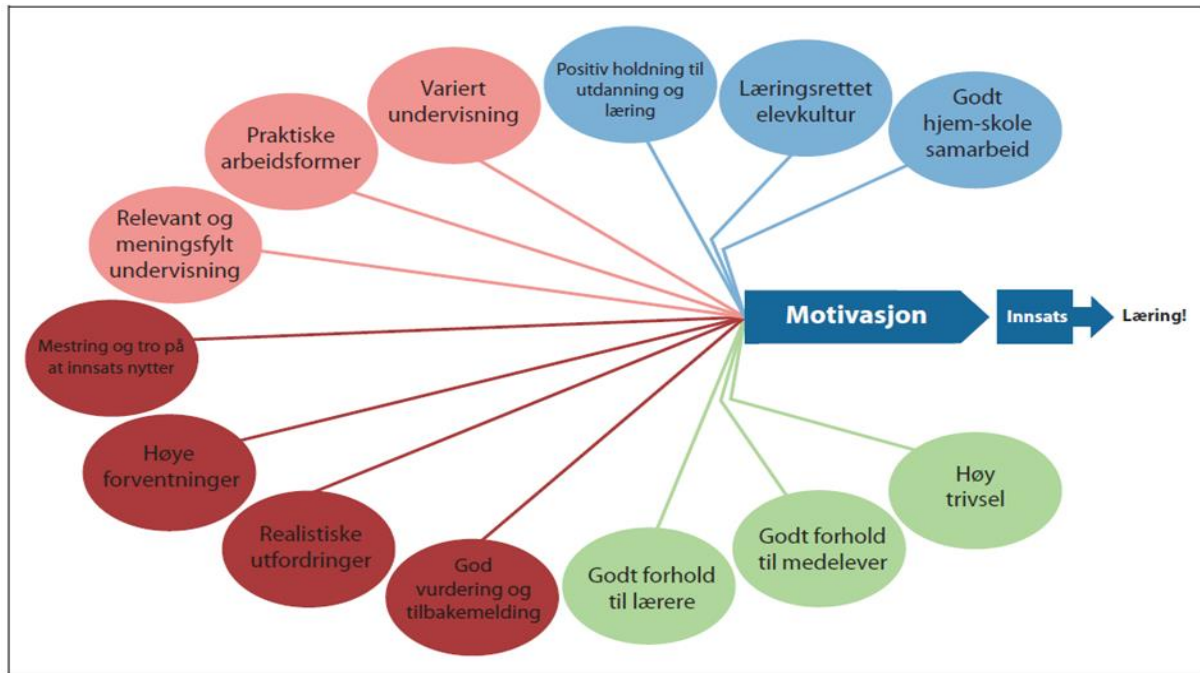 Positiv holdning til
utdanning og
læring
Læringsrettet
elevkultur
Godt
hjem-skole
samarbeid
Variert
undervisning
Praktiske
arbeidsformer
Relevant og
meningsfylt
undervisning
Mestring og tro på
at innsats nytter
Høye
forventninger
Realistiske
utfordringer
God
vurdering og
tilbakemelding
Godt forhold
til lærere
Godt forhold
til medelever
Høy
trivsel
Motivasjon
Innsats
Læring!